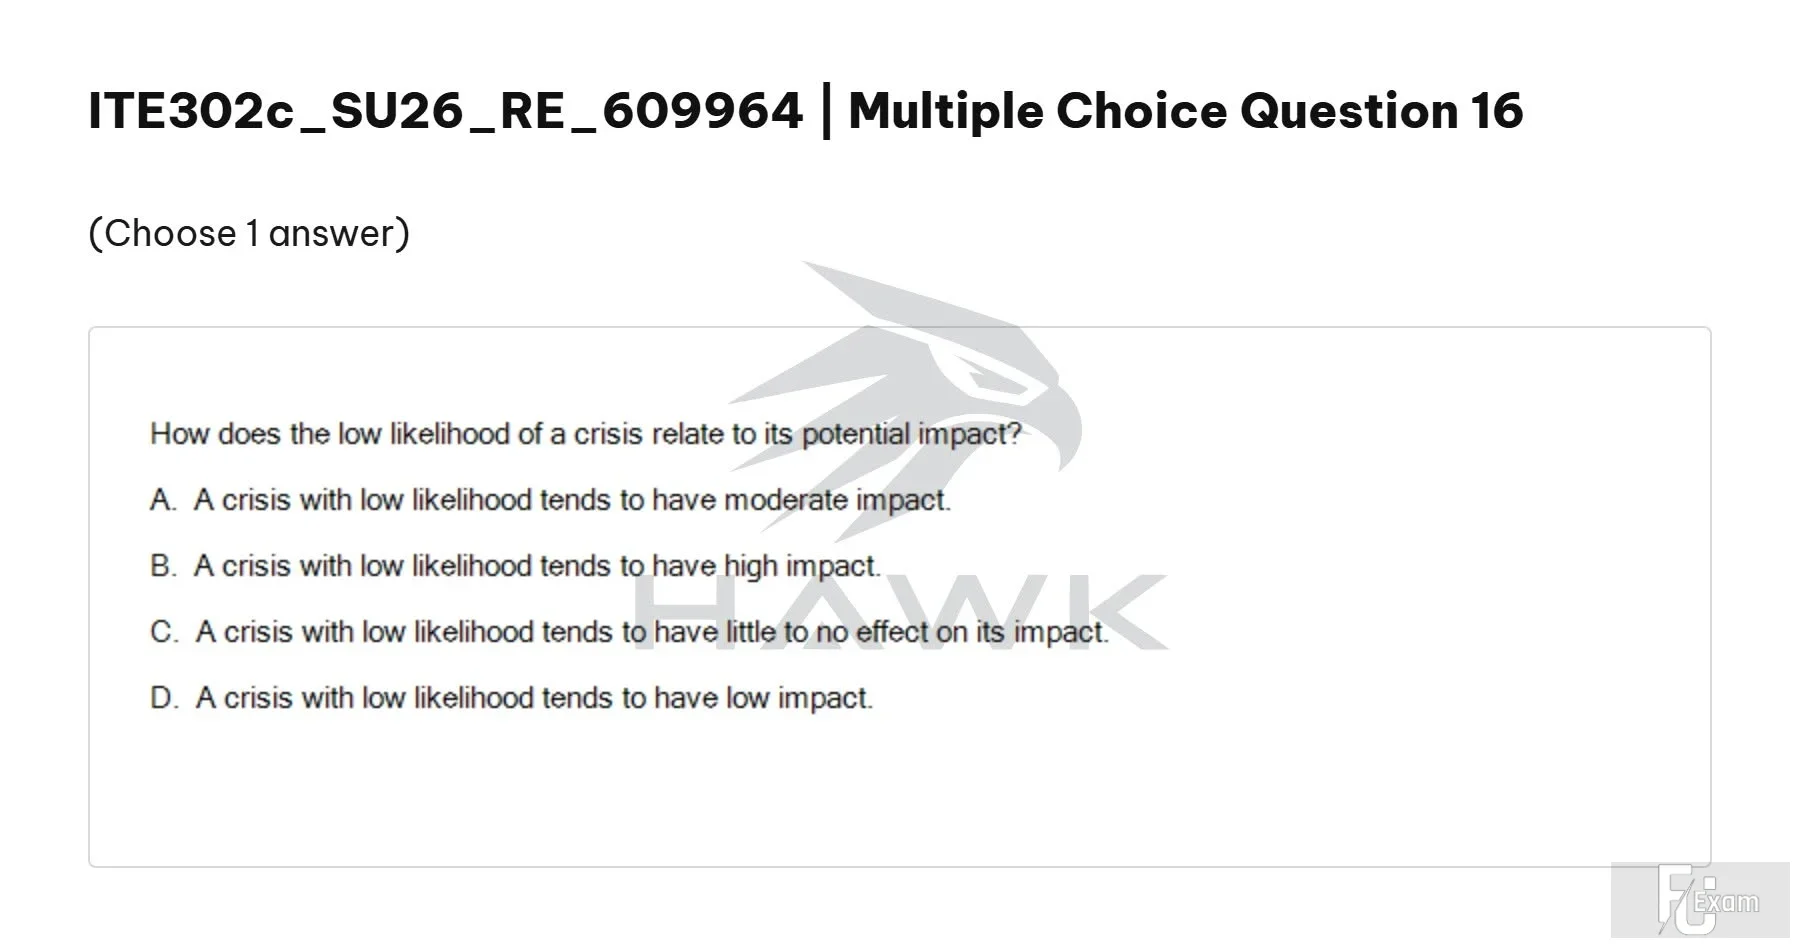 ITE302c_SU26_RE_609964 | Multiple Choice Question 16
(Choose 1 answer)
How does the low likelihood of a crisis relate to its potential impact?
A. A crisis with low likelihood tends to have moderate impact.
B. A crisis with low likelihood tends to have high impact.
C. A crisis with low likelihood tends to have little to no effect on its impact.
D. A crisis with low likelihood tends to have low impact.
HAWK
FU Exam